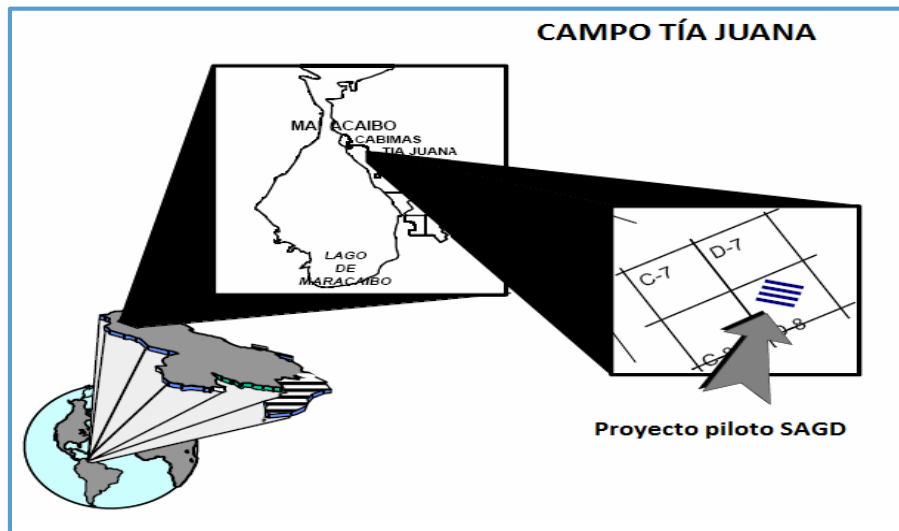 CAMPO TÍA JUANA
MARACAIBO
CABIMAS
TIA JUANA
LAGO
DE
MARACAIBO
C-7
D-7
Proyecto piloto SAGD